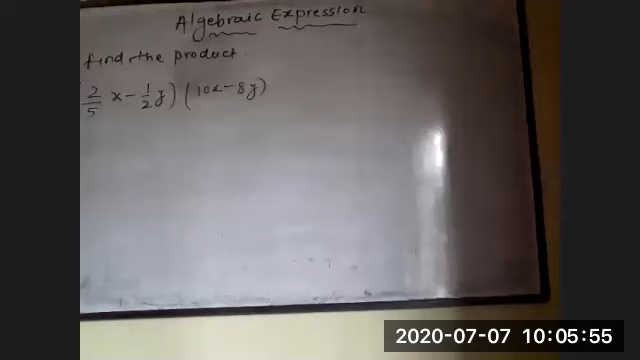 Algebraic Expression
find the product.
2/5 x - 1/2 y) (10x - 8y)
2020-07-07 10:05:55